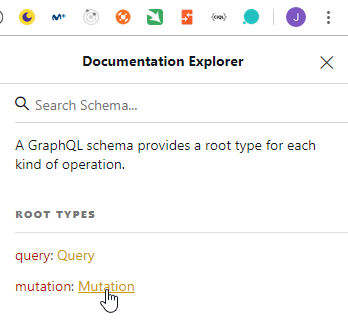 (CiQL)
J
Documentation Explorer
Search Schema...
A GraphQL schema provides a root type for each
kind of operation.
ROOT TYPES
query: Query
mutation: Mutation